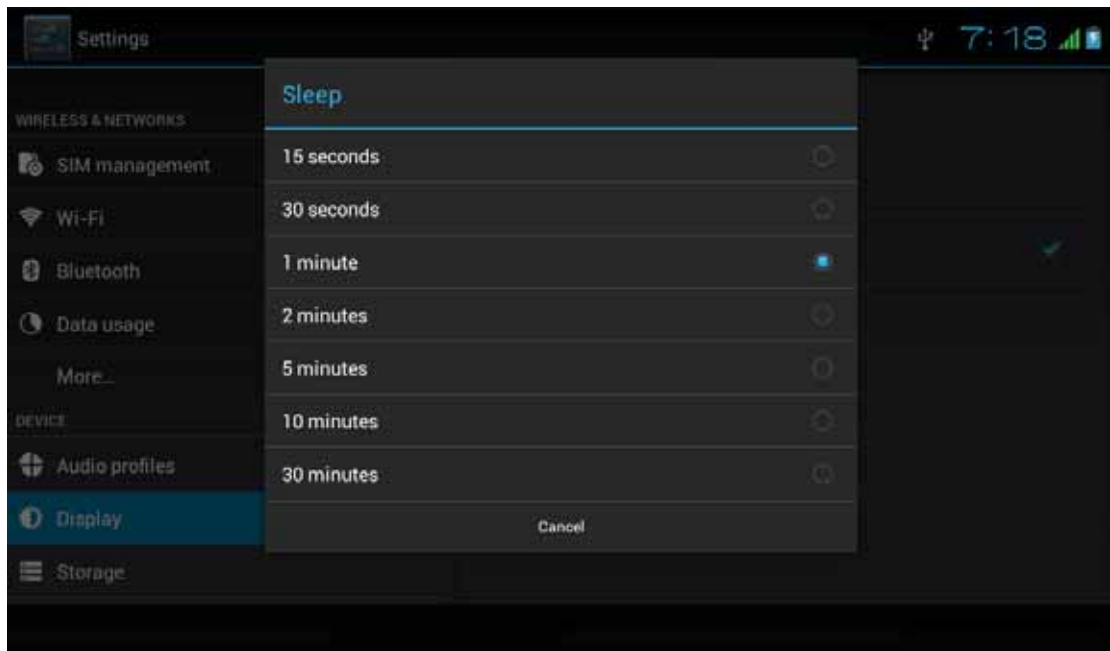 Settings
7:18
Sleep
WIRELESS & NETWORKS
SIM management
Wi-Fi
Bluetooth
Data usage
More...
DEVICE
Audio profiles
Display
Storage
15 seconds
30 seconds
1 minute
2 minutes
5 minutes
10 minutes
30 minutes
Cancel